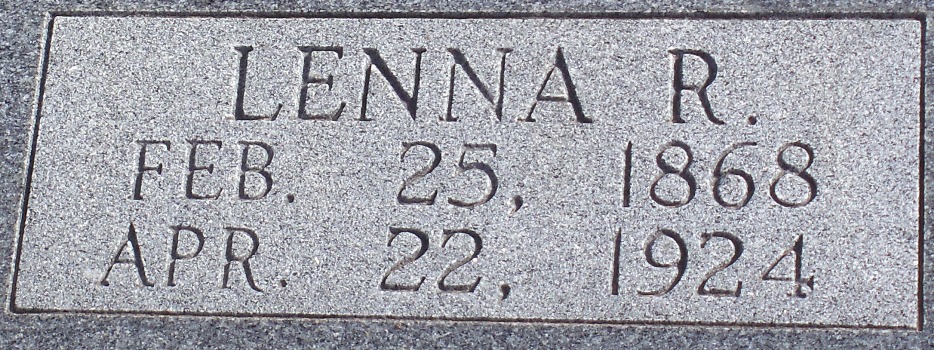 LENNA R.
FEB. 25, 1868
APR. 22, 1924